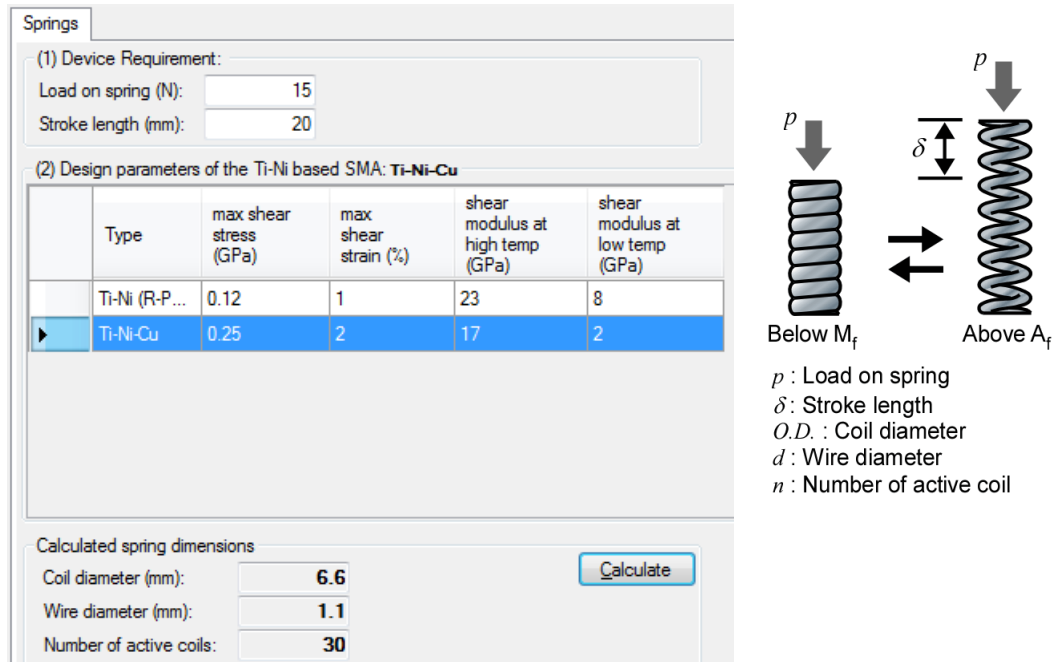 Springs
(1) Device Requirement:
Load on spring (N): 15
Stroke length (mm): 20
(2) Design parameters of the Ti-Ni based SMA: Ti-Ni-Cu
Type
max shear
stress
(GPa)
max
shear
strain (%)
shear
modulus at
high temp
(GPa)
shear
modulus at
low temp
(GPa)
Ti-Ni (R-P... 0.12 1 23 8
Ti-Ni-Cu 0.25 2 17 2
Calculated spring dimensions
Coil diameter (mm): 6.6
Calculate
Wire diameter (mm): 1.1
Number of active coils: 30
p
p
δ
Below Mf
Above Af
p : Load on spring
δ : Stroke length
O.D. : Coil diameter
d : Wire diameter
n : Number of active coil